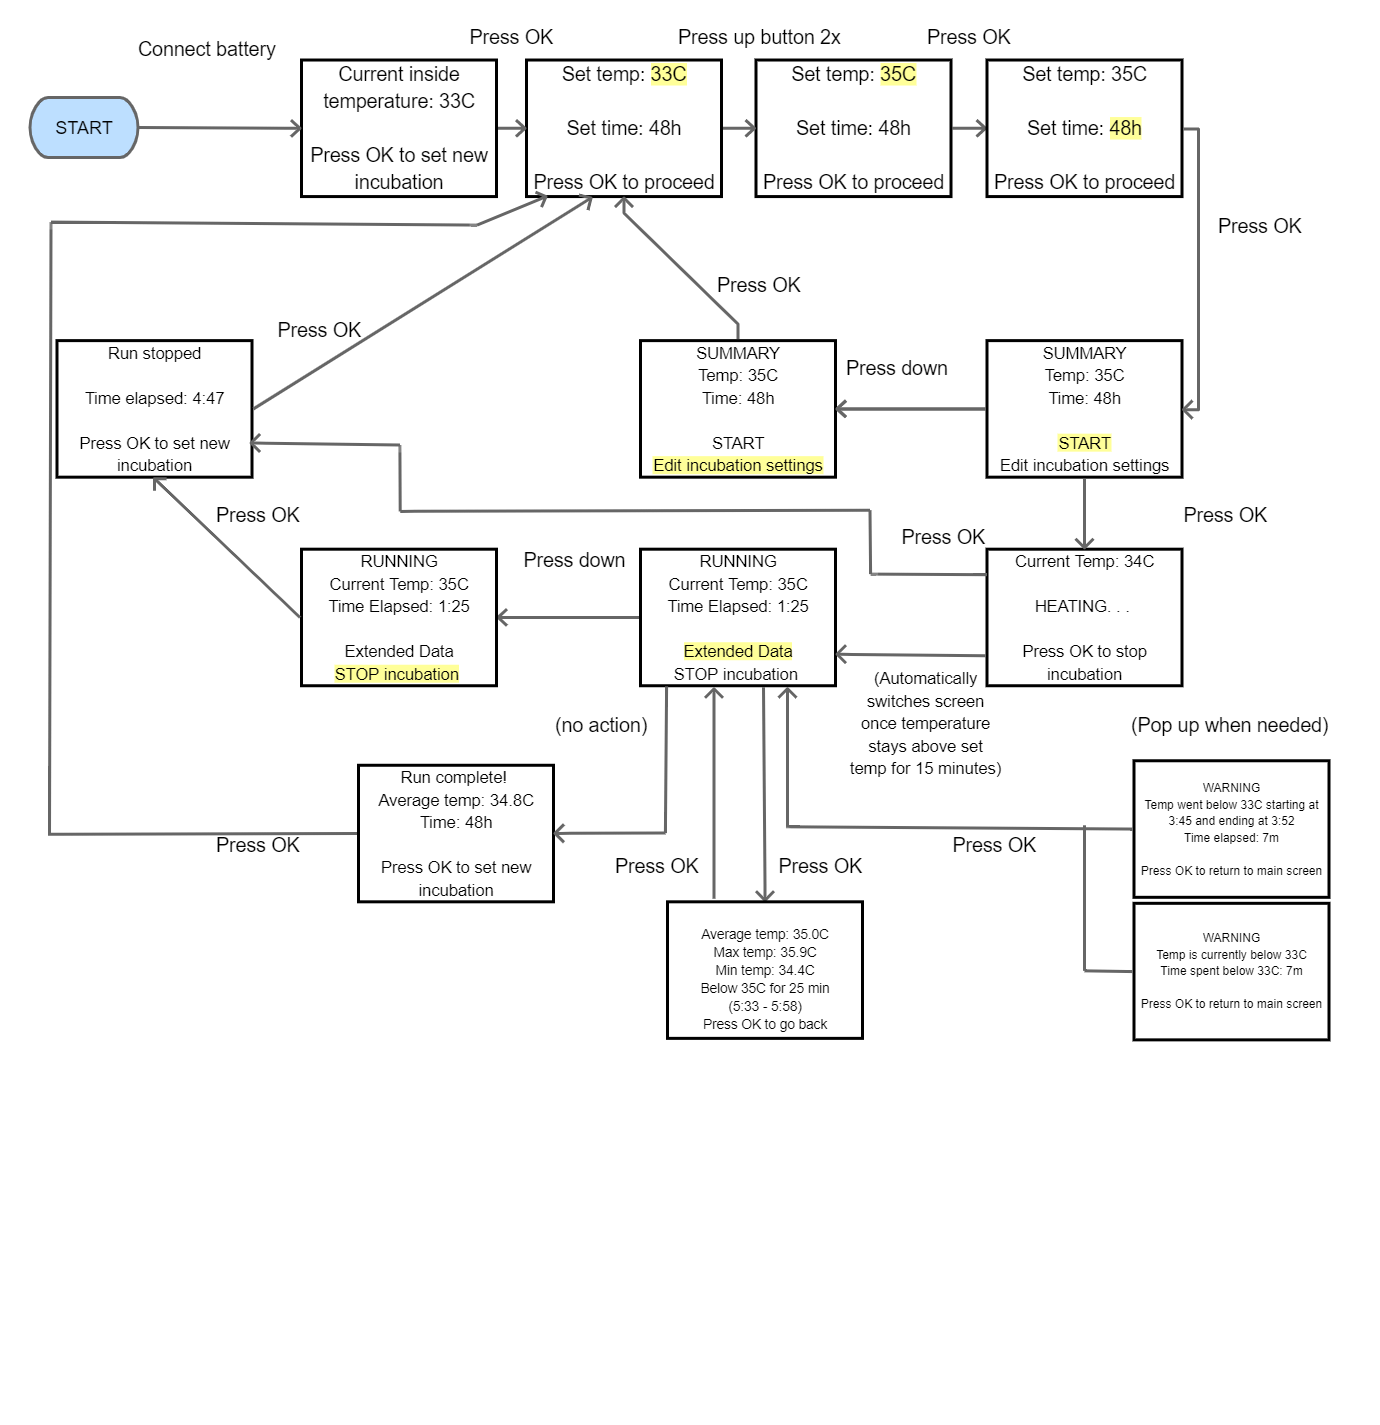 Connect battery
Press OK
Press up button 2x
Press OK
START
Current inside
temperature: 33C
Press OK to set new
incubation
Set temp: 33C
Set time: 48h
Press OK to proceed
Set temp: 35C
Set time: 48h
Press OK to proceed
Set temp: 35C
Set time: 48h
Press OK to proceed
Press OK
Press OK
Press OK
Run stopped
Time elapsed: 4:47
Press OK to set new
incubation
SUMMARY
Temp: 35C
Time: 48h
START
Edit incubation settings
Press down
SUMMARY
Temp: 35C
Time: 48h
START
Edit incubation settings
Press OK
Press OK
Press OK
RUNNING
Current Temp: 35C
Time Elapsed: 1:25
Extended Data
STOP incubation
Press down
RUNNING
Current Temp: 35C
Time Elapsed: 1:25
Extended Data
STOP incubation
Current Temp: 34C
HEATING. . .
Press OK to stop
incubation
(Automatically
switches screen
once temperature
stays above set
temp for 15 minutes)
(no action)
(Pop up when needed)
Run complete!
Average temp: 34.8C
Time: 48h
Press OK to set new
incubation
Press OK
Press OK
Press OK
Press OK
WARNING
Temp went below 33C starting at
3:45 and ending at 3:52
Time elapsed: 7m
Press OK to return to main screen
Average temp: 35.0C
Max temp: 35.9C
Min temp: 34.4C
Below 35C for 25 min
(5:33 - 5:58)
Press OK to go back
WARNING
Temp is currently below 33C
Time spent below 33C: 7m
Press OK to return to main screen